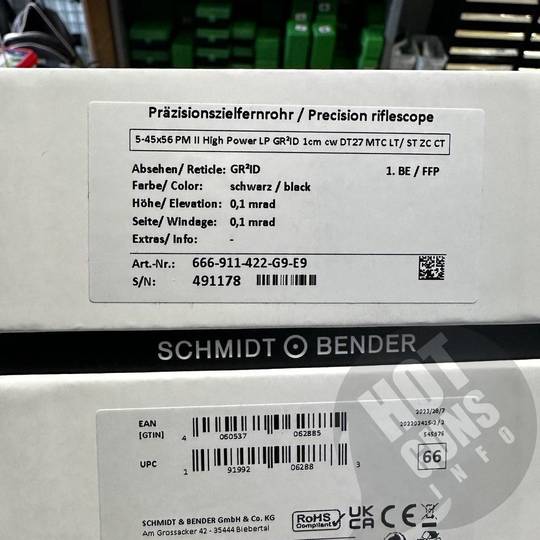 Präzisionszielfernrohr / Precision riflescope
5-45x56 PM II High Power LP GR²ID 1cm cw DT27 MTC LT/ ST ZC CT
Absehen/ Reticle: GR²ID 1. BE / FFP
Farbe/ Color: schwarz / black
Höhe/ Elevation: 0,1 mrad
Seite/ Windage: 0,1 mrad
Extras/ Info: -
Art.-Nr.: 666-911-422-G9-E9
S/N: 491178
SCHMIDT BENDER
EAN
[GTIN]
4 060537 062885
UPC
1 91992 06288 3
66
HOT
GUNS
INFO
SCHMIDT & BENDER GmbH & Co. KG
Am Grossacker 42 - 35444 Biebertal
RoHS
Compliant
UK
CA
CE